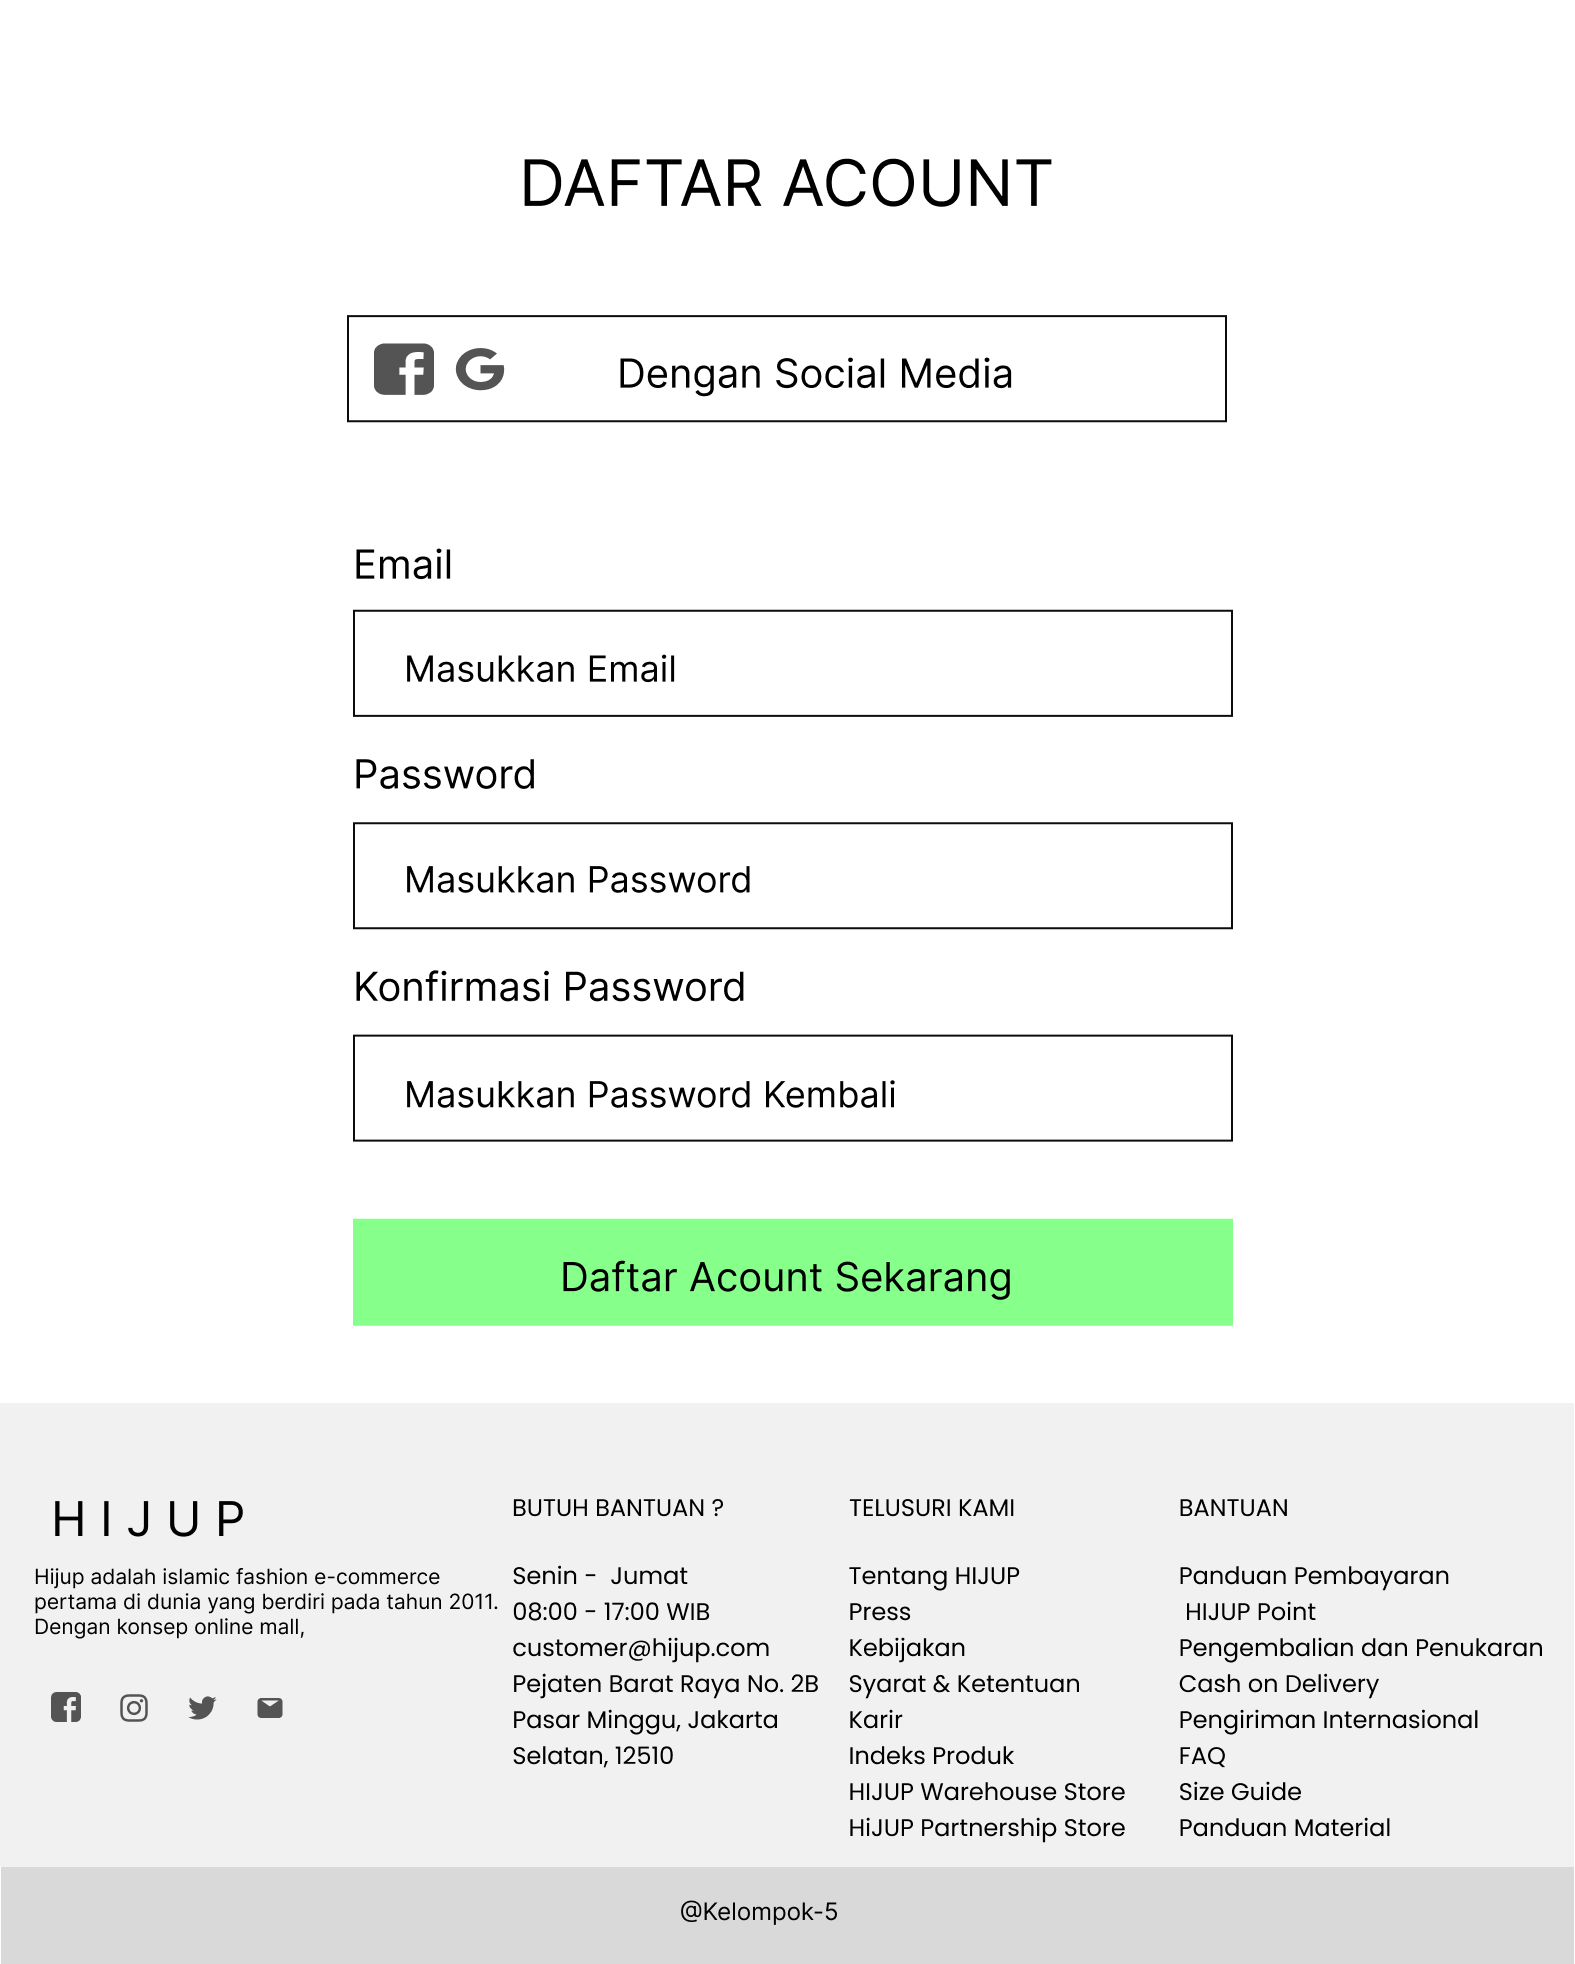 DAFTAR ACOUNT
Dengan Social Media
Email
Masukkan Email
Password
Masukkan Password
Konfirmasi Password
Masukkan Password Kembali
Daftar Acount Sekarang
H I J U P
Hijup adalah islamic fashion e-commerce
pertama di dunia yang berdiri pada tahun 2011.
Dengan konsep online mall,
BUTUH BANTUAN ?
Senin -  Jumat
08:00 - 17:00 WIB
customer@hijup.com
Pejaten Barat Raya No. 2B
Pasar Minggu, Jakarta
Selatan, 12510
TELUSURI KAMI
Tentang HIJUP
Press
Kebijakan
Syarat & Ketentuan
Karir
Indeks Produk
HIJUP Warehouse Store
HiJUP Partnership Store
BANTUAN
Panduan Pembayaran
HIJUP Point
Pengembalian dan Penukaran
Cash on Delivery
Pengiriman Internasional
FAQ
Size Guide
Panduan Material
@Kelompok-5